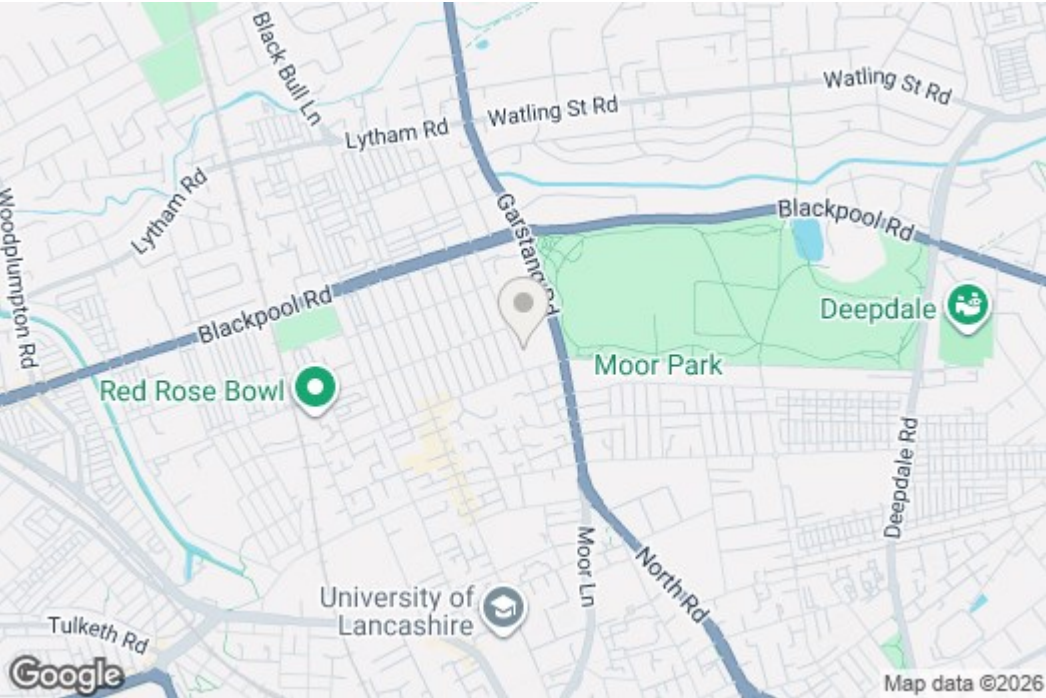 Black Bull Ln
Watling St Rd
Watling St Rd
Lytham Rd
Lytham Rd
Woodplumpton Rd
Garstang Rd
Blackpool Rd
Blackpool Rd
Deepdale
Moor Park
Red Rose Bowl
Deepdale Rd
Moor Ln
North Rd
University of
Lancashire
Tulketh Rd
Google
Map data ©2026